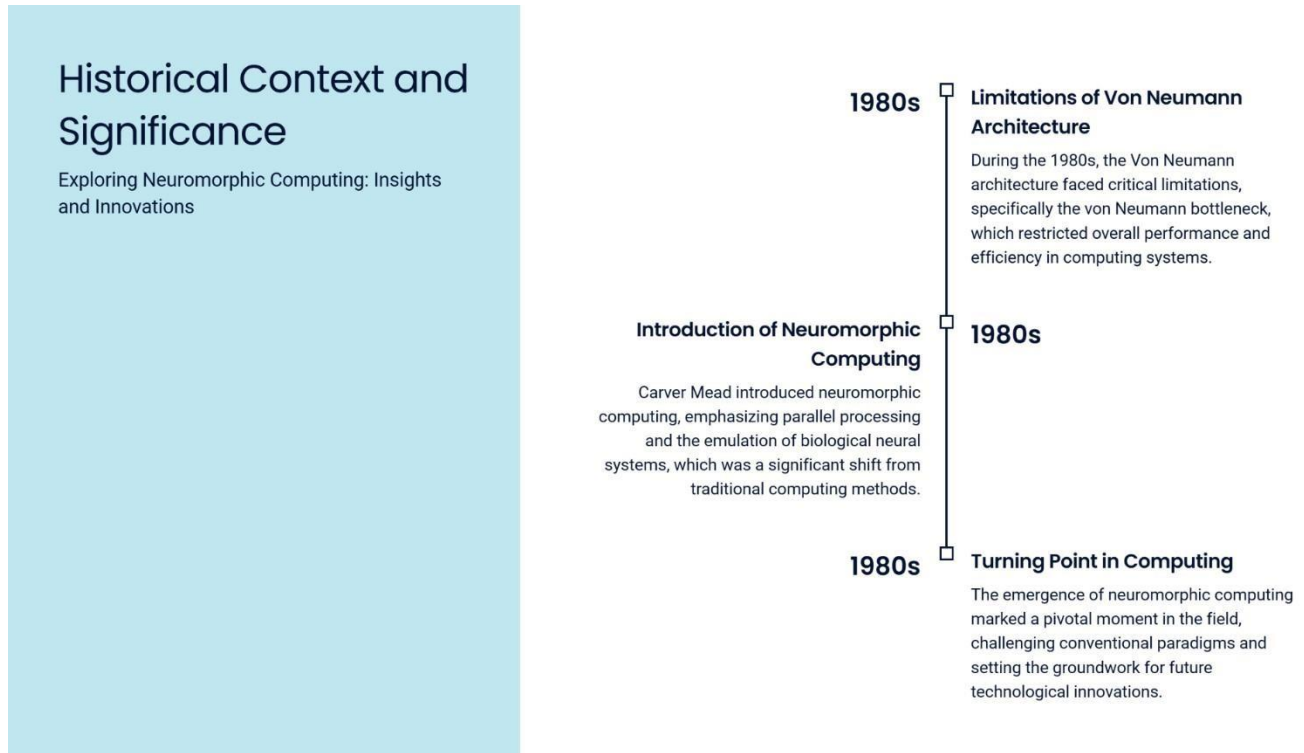 Historical Context and
Significance
Exploring Neuromorphic Computing: Insights
and Innovations
1980s
Limitations of Von Neumann
Architecture
During the 1980s, the Von Neumann
architecture faced critical limitations,
specifically the von Neumann bottleneck,
which restricted overall performance and
efficiency in computing systems.
Introduction of Neuromorphic
Computing
1980s
Carver Mead introduced neuromorphic
computing, emphasizing parallel processing
and the emulation of biological neural
systems, which was a significant shift from
traditional computing methods.
1980s
Turning Point in Computing
The emergence of neuromorphic computing
marked a pivotal moment in the field,
challenging conventional paradigms and
setting the groundwork for future
technological innovations.